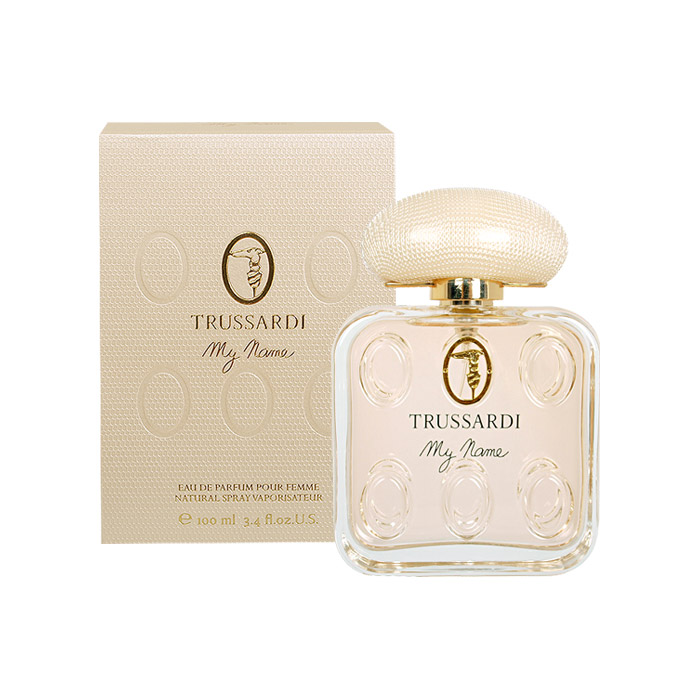 TRUSSARDI
My Name
EAU DE PARFUM POUR FEMME
NATURAL SPRAY VAPORISATEUR
℮ 100 ml 3.4 fl.oz.U.S.
TRUSSARDI
My Name